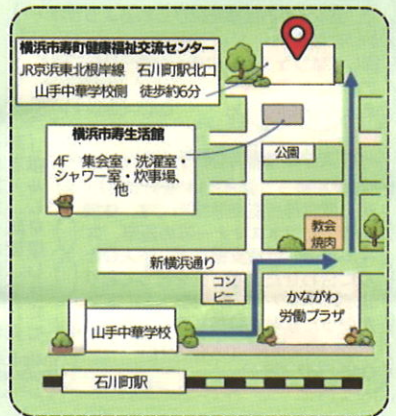 横浜市寿町健康福祉交流センター
JR京浜東北根岸線 石川町駅北口
山手中華学校側 徒歩約6分
横浜市寿生活館
4F 集会室・洗濯室・
シャワー室・炊事場、
他
公園
教会
焼肉
新横浜通り
コン
ビニ
かながわ
労働プラザ
山手中華学校
石川町駅